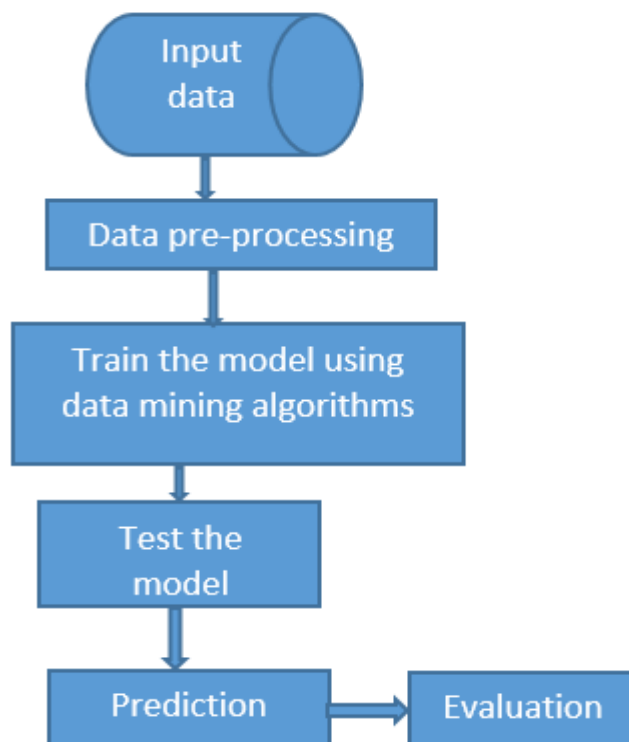 Input
data
Data pre-processing
Train the model using
data mining algorithms
Test the
model
Prediction
Evaluation